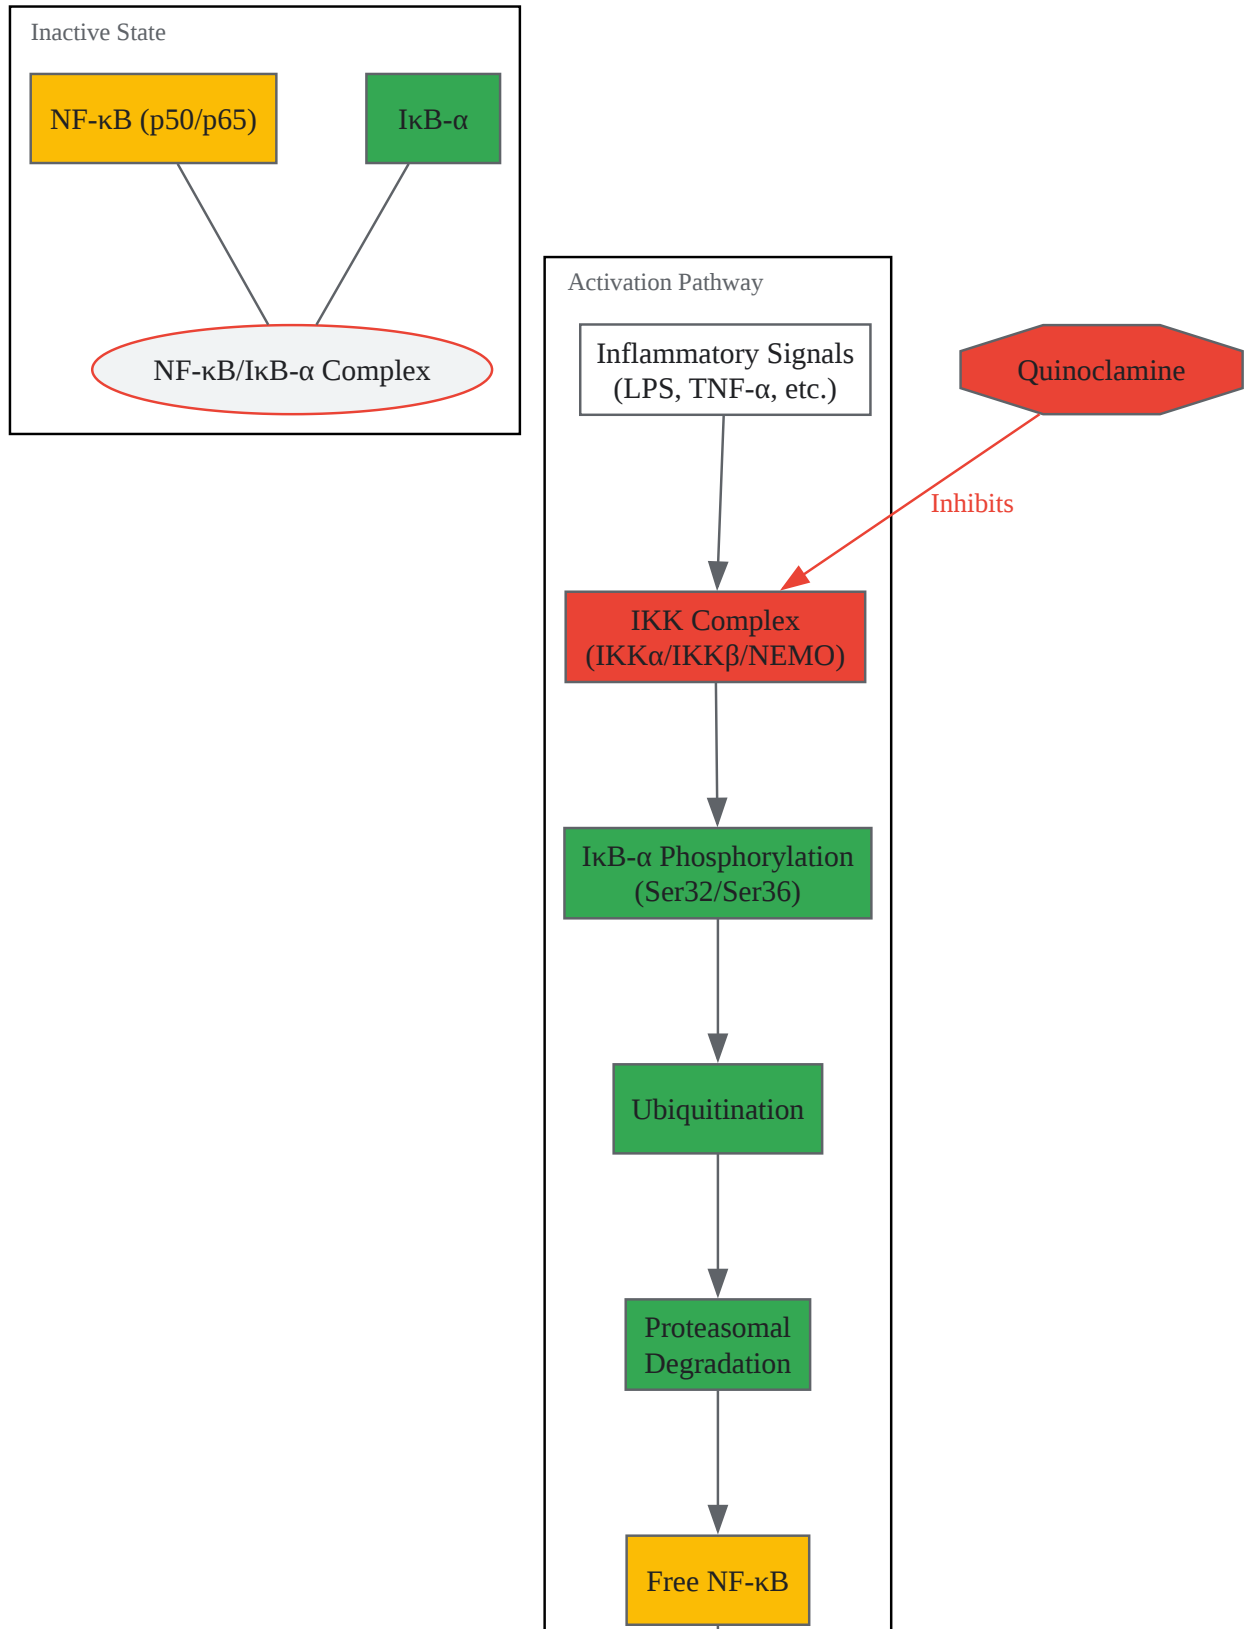 Inactive State
NF-κB (p50/p65)
IκB-α
NF-κB/IκB-α Complex
Activation Pathway
Inflammatory Signals
(LPS, TNF-α, etc.)
Quinoclamine
Inhibits
IKK Complex
(IKKα/IKKβ/NEMO)
IκB-α Phosphorylation
(Ser32/Ser36)
Ubiquitination
Proteasomal
Degradation
Free NF-κB